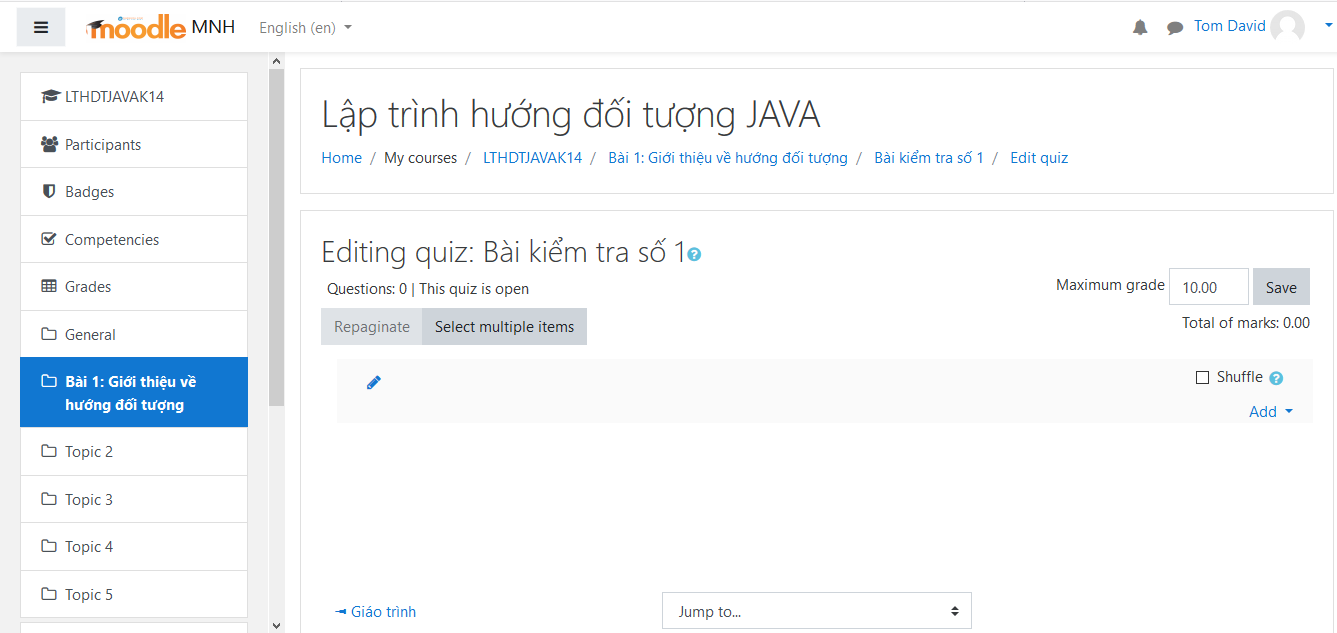 moodle MNH English (en) Tom David
LTHDTJAVAK14
Participants
Badges
Competencies
Grades
General
Bài 1: Giới thiệu về
hướng đối tượng
Topic 2
Topic 3
Topic 4
Topic 5
Lập trình hướng đối tượng JAVA
Home / My courses / LTHDTJAVAK14 / Bài 1: Giới thiệu về hướng đối tượng / Bài kiểm tra số 1 / Edit quiz
Editing quiz: Bài kiểm tra số 1
Questions: 0 | This quiz is open
Maximum grade 10.00 Save
Repaginate Select multiple items
Total of marks: 0.00
Shuffle
Add
◄ Giáo trình
Jump to...